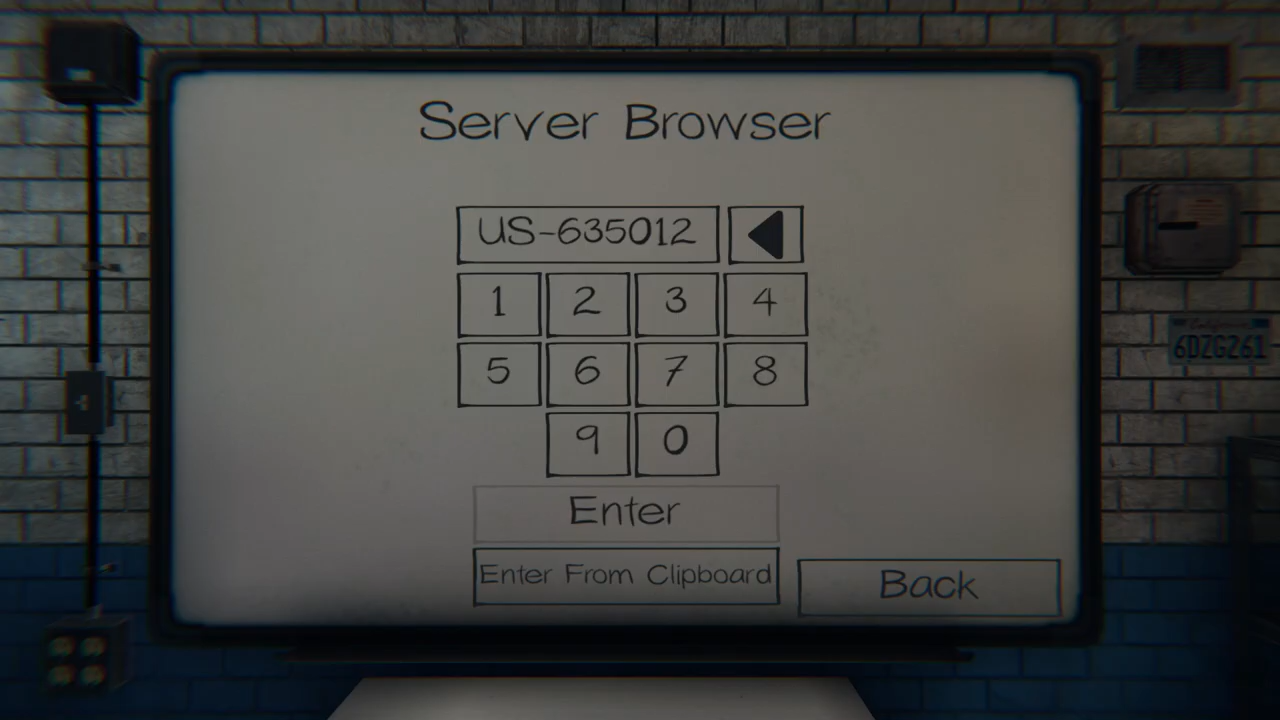 Server Browser
US-635012
1 2 3 4
5 6 7 8
9 0
Enter
Enter From Clipboard
Back
California
6DZG261